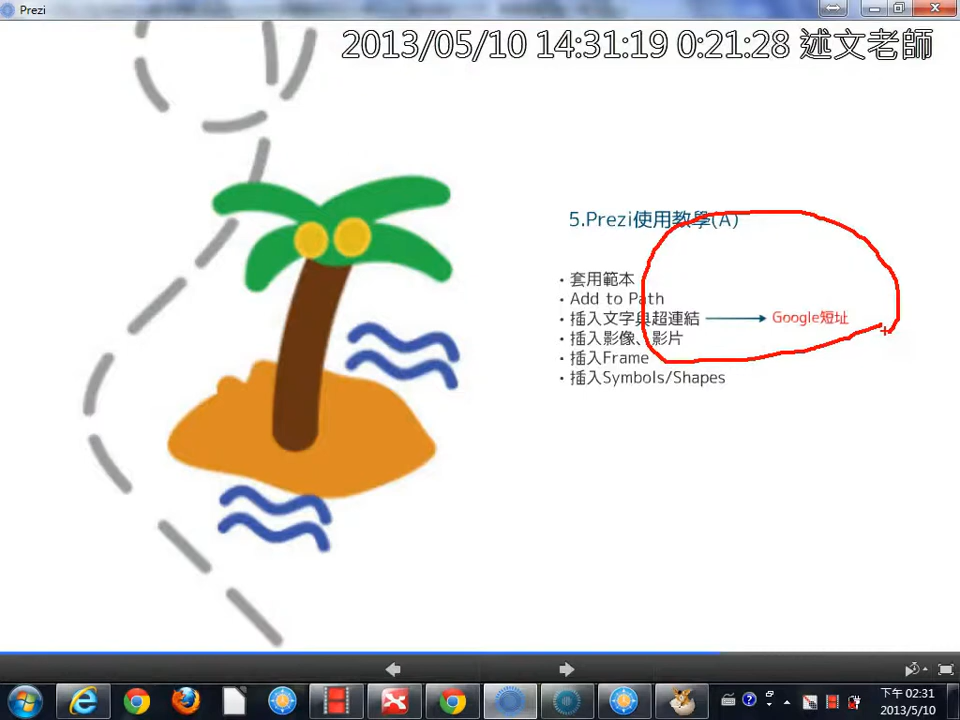 Prezi
2013/05/10 14:31:19 0:21:28 述文老師
5.Prezi使用教學(A)
• 套用範本
• Add to Path
• 插入文字與超連結 Google短址
• 插入影像、影片
• 插入Frame
• 插入Symbols/Shapes
下午 02:31
2013/5/10